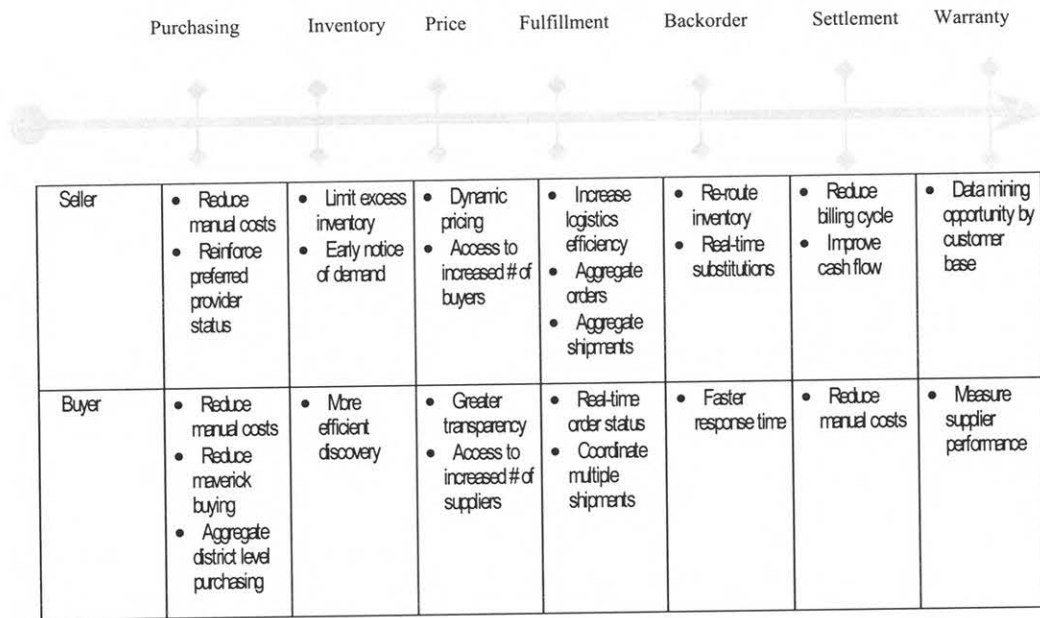 Purchasing Inventory Price Fulfillment Backorder Settlement Warranty
Seller
• Reduce
manual costs
• Reinforce
preferred
provider
status
• Limit excess
inventory
• Early notice
of demand
• Dynamic
pricing
• Access to
increased # of
buyers
• Increase
logistics
efficiency
• Aggregate
orders
• Aggregate
shipments
• Re-route
inventory
• Real-time
substitutions
• Reduce
billing cycle
• Improve
cash flow
• Data mining
opportunity by
customer
base
Buyer
• Reduce
manual costs
• Reduce
maverick
buying
• Aggregate
district level
purchasing
• More
efficient
discovery
• Greater
transparency
• Access to
increased # of
suppliers
• Real-time
order status
• Coordinate
multiple
shipments
• Faster
response time
• Reduce
manual costs
• Measure
supplier
performance